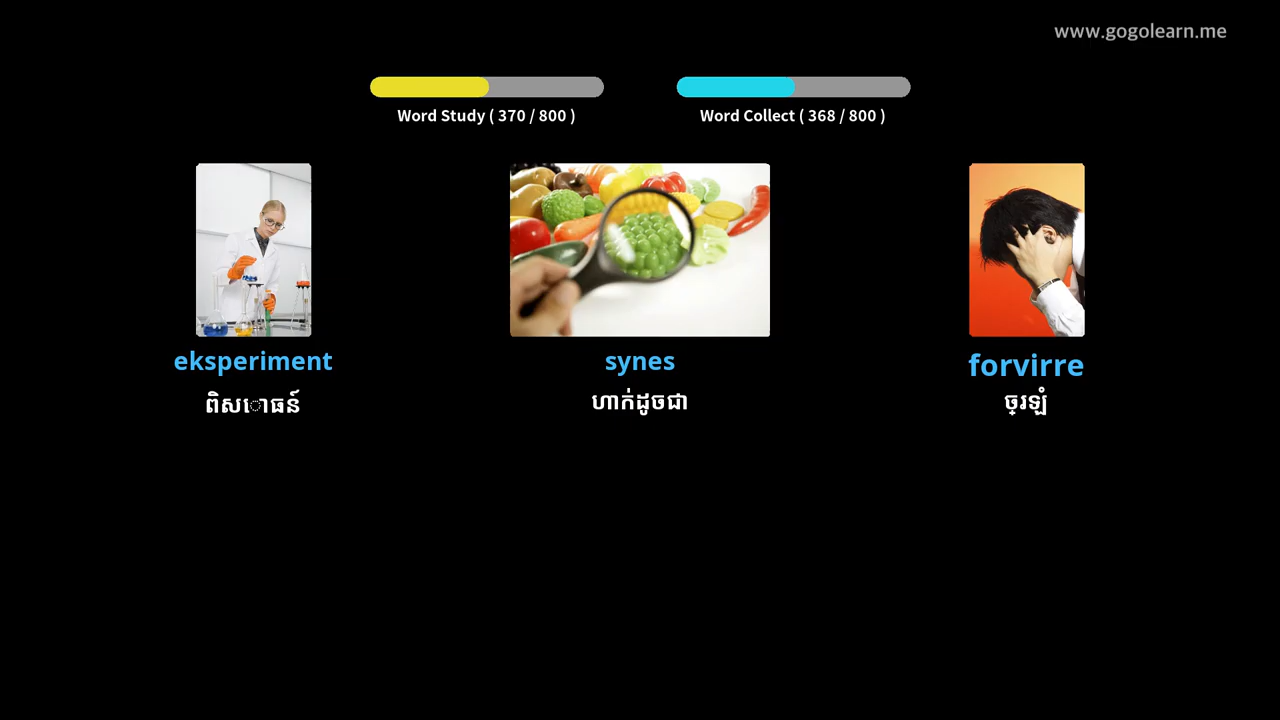 www.gogolearn.me
Word Study ( 370 / 800 )
Word Collect ( 368 / 800 )
eksperiment
synes
forvirre
ពិសោធន៍
ហាក់ដូចជា
ច្រឡំ